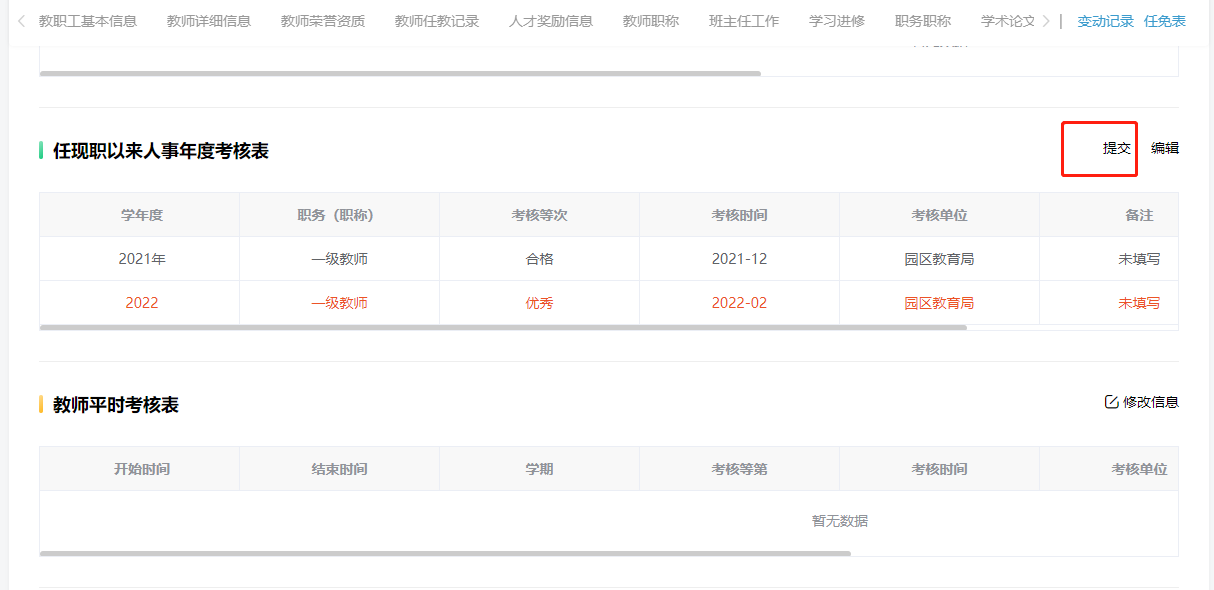 教职工基本信息 教师详细信息 教师荣誉资质 教师任教记录 人才奖励信息 教师职称 班主任工作 学习进修 职务职称 学术论文 变动记录 任免表
任现职以来人事年度考核表 提交 编辑
学年度 职务（职称） 考核等次 考核时间 考核单位 备注
2021年 一级教师 合格 2021-12 园区教育局 未填写
2022 一级教师 优秀 2022-02 园区教育局 未填写
教师平时考核表 修改信息
开始时间 结束时间 学期 考核等第 考核时间 考核单位
暂无数据